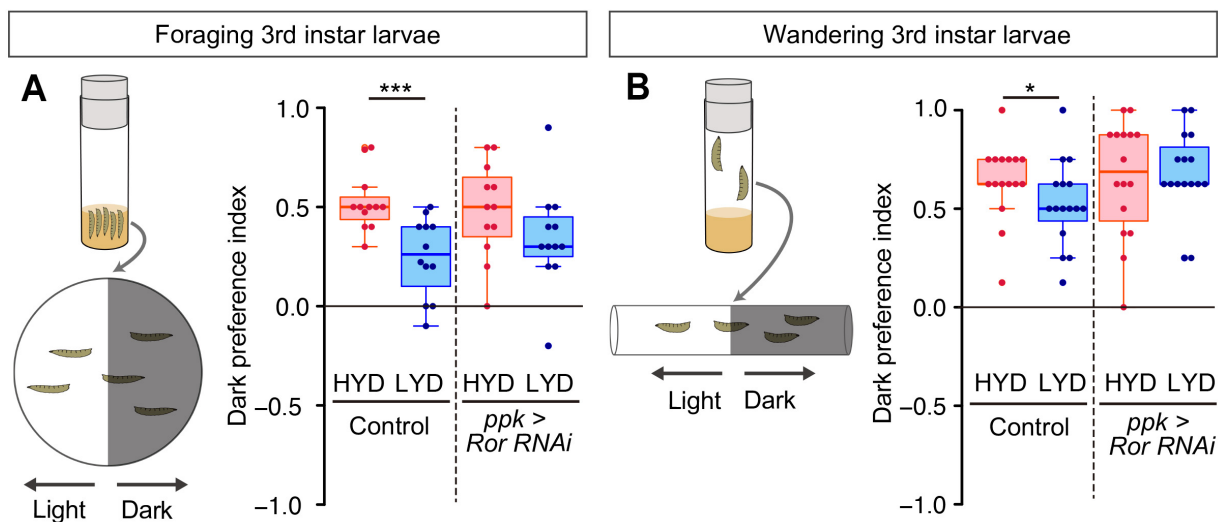 Foraging 3rd instar larvae
Wandering 3rd instar larvae
A
Light Dark
Dark preference index
1.0
0.5
0.0
−0.5
−1.0
***
HYD LYD HYD LYD
Control
ppk >
Ror RNAi
B
Light Dark
Dark preference index
1.0
0.5
0.0
−0.5
−1.0
*
HYD LYD HYD LYD
Control
ppk >
Ror RNAi